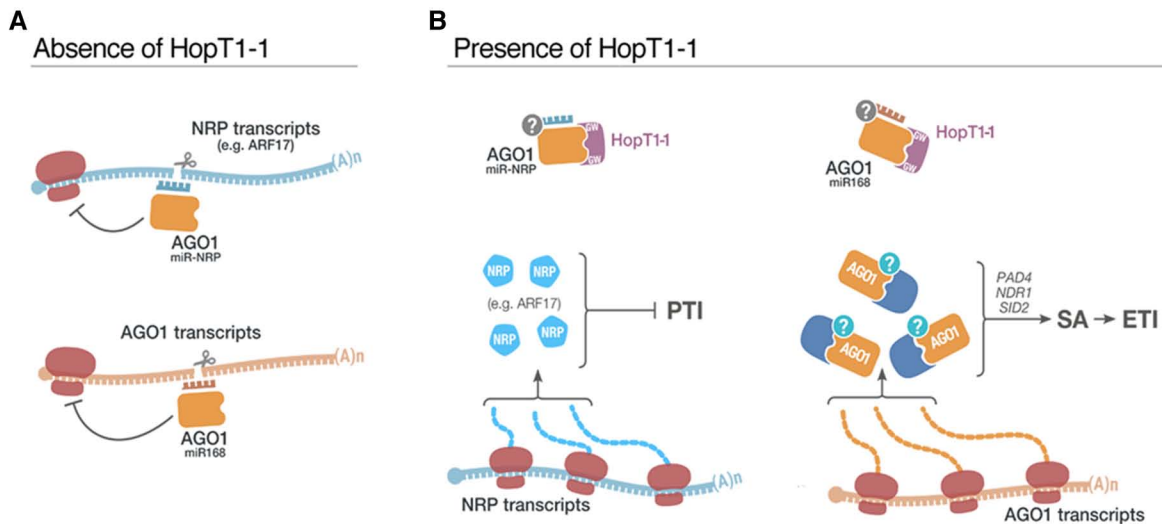 A
Absence of HopT1-1
NRP transcripts
(e.g. ARF17)
(A)n
AGO1
miR-NRP
AGO1 transcripts
(A)n
AGO1
miR168
B
Presence of HopT1-1
?
GW
GW
HopT1-1
AGO1
miR-NRP
?
GW
GW
HopT1-1
AGO1
miR168
NRP
NRP
(e.g. ARF17)
NRP
NRP
PTI
(A)n
NRP transcripts
AGO1
?
?
AGO1
?
AGO1
PAD4
NDR1
SID2
SA
ETI
(A)n
AGO1 transcripts